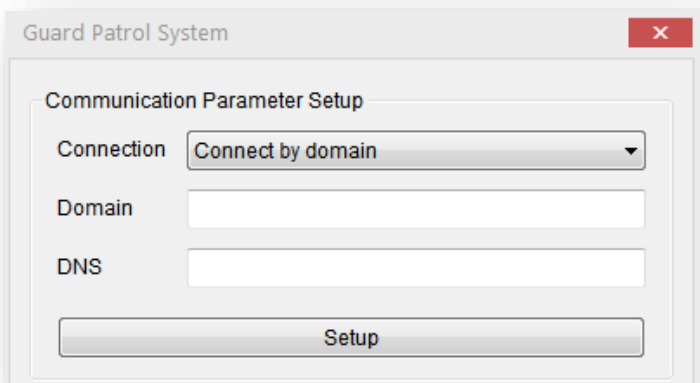 Guard Patrol System
Communication Parameter Setup
Connection Connect by domain
Domain
DNS
Setup